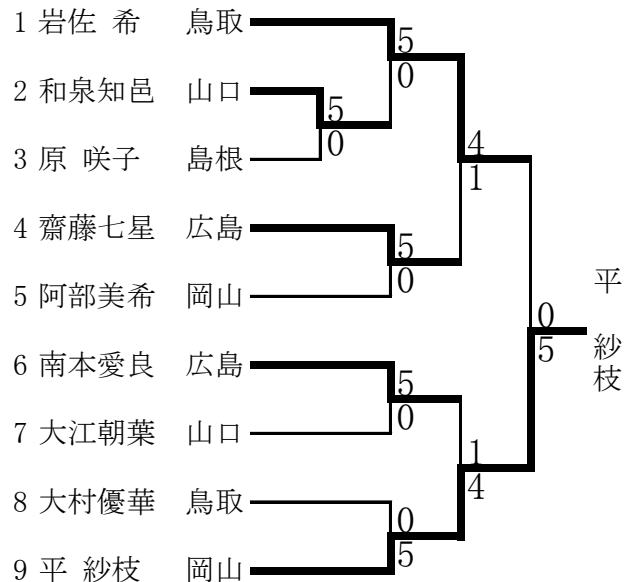 1 岩佐 希 鳥取
2 和泉知邑 山口
3 原 咲子 島根
4 齋藤七星 広島
5 阿部美希 岡山
6 南本愛良 広島
7 大江朝葉 山口
8 大村優華 鳥取
9 平 紗枝 岡山
5
0
5
0
5
0
5
0
0
5
4
1
1
4
0
5
平 紗枝